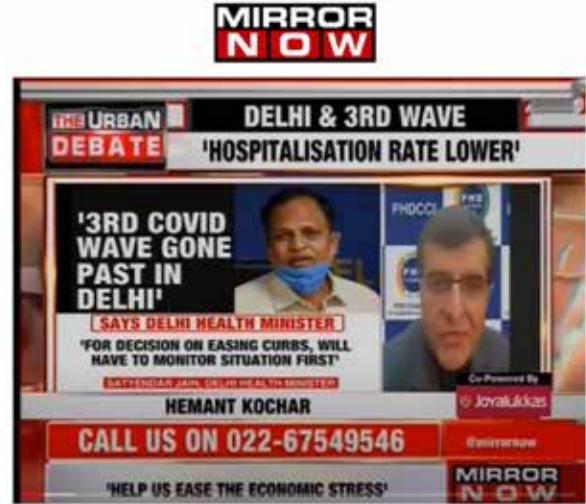 MIRROR
NOW
THE URBAN
DEBATE
DELHI & 3RD WAVE
'HOSPITALISATION RATE LOWER'
'3RD COVID
WAVE GONE
PAST IN
DELHI'
SAYS DELHI HEALTH MINISTER
'FOR DECISION ON EASING CURBS, WILL
HAVE TO MONITOR SITUATION FIRST'
SATYENDAR JAIN, DELHI HEALTH MINISTER
PHDCCI
PHD
Co-Powered By
Joyalukkas
HEMANT KOCHAR
CALL US ON 022-67549546
@mirrornow
'HELP US EASE THE ECONOMIC STRESS'
MIRROR
NOW